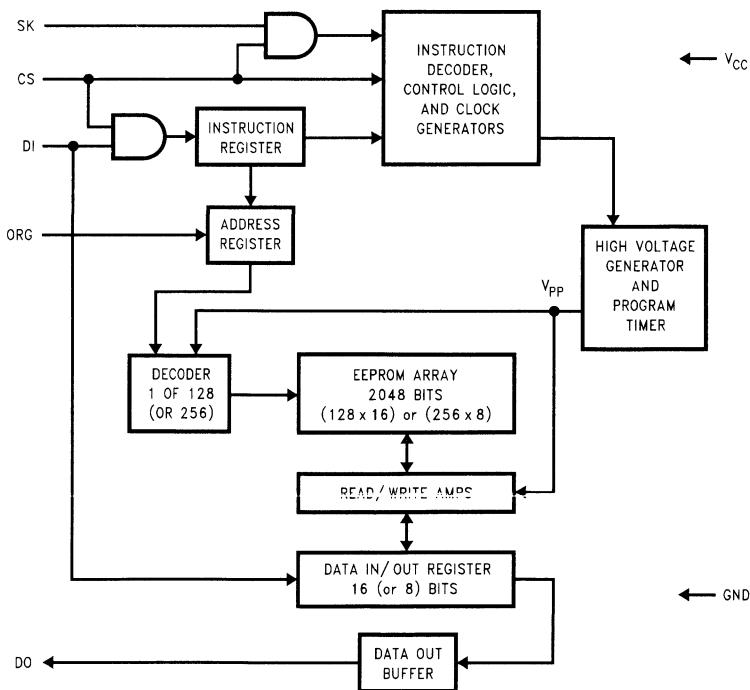 SK
CS
DI
ORG
INSTRUCTION
DECODER,
CONTROL LOGIC,
AND CLOCK
GENERATORS
VCC
INSTRUCTION
REGISTER
ADDRESS
REGISTER
HIGH VOLTAGE
GENERATOR
AND
PROGRAM
TIMER
VPP
DECODER
1 OF 128
(OR 256)
EEPROM ARRAY
2048 BITS
(128 x 16) or (256 x 8)
READ/WRITE AMPS
DATA IN/OUT REGISTER
16 (or 8) BITS
GND
DATA OUT
BUFFER
DO